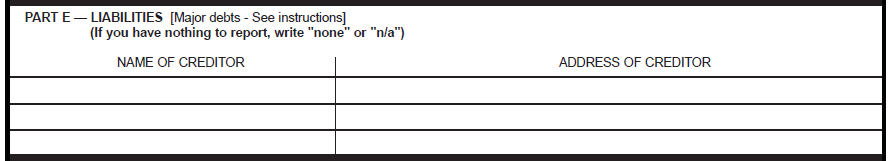 PART E — LIABILITIES [Major debts - See instructions]
(If you have nothing to report, write "none" or "n/a")
NAME OF CREDITOR ADDRESS OF CREDITOR